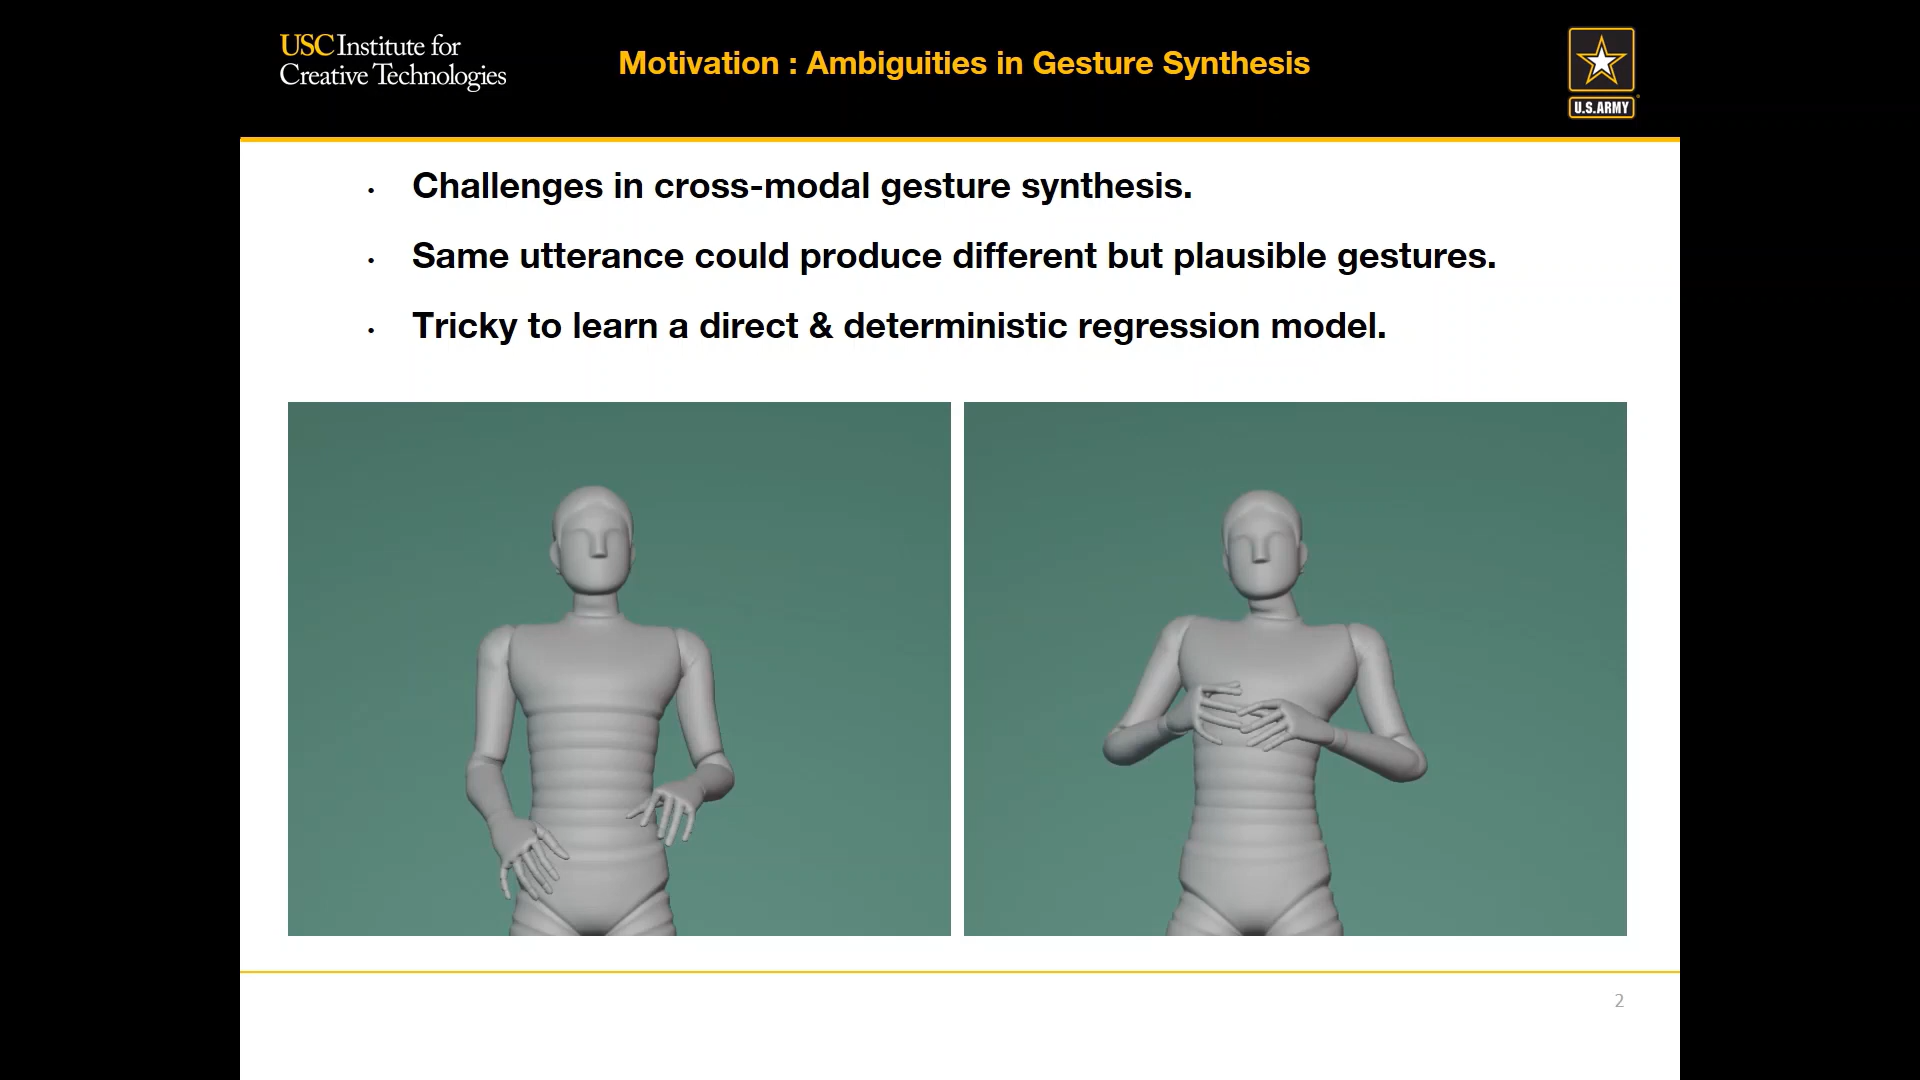 USC Institute for
Creative Technologies
Motivation : Ambiguities in Gesture Synthesis
U.S.ARMY
• Challenges in cross-modal gesture synthesis.
• Same utterance could produce different but plausible gestures.
• Tricky to learn a direct & deterministic regression model.
2